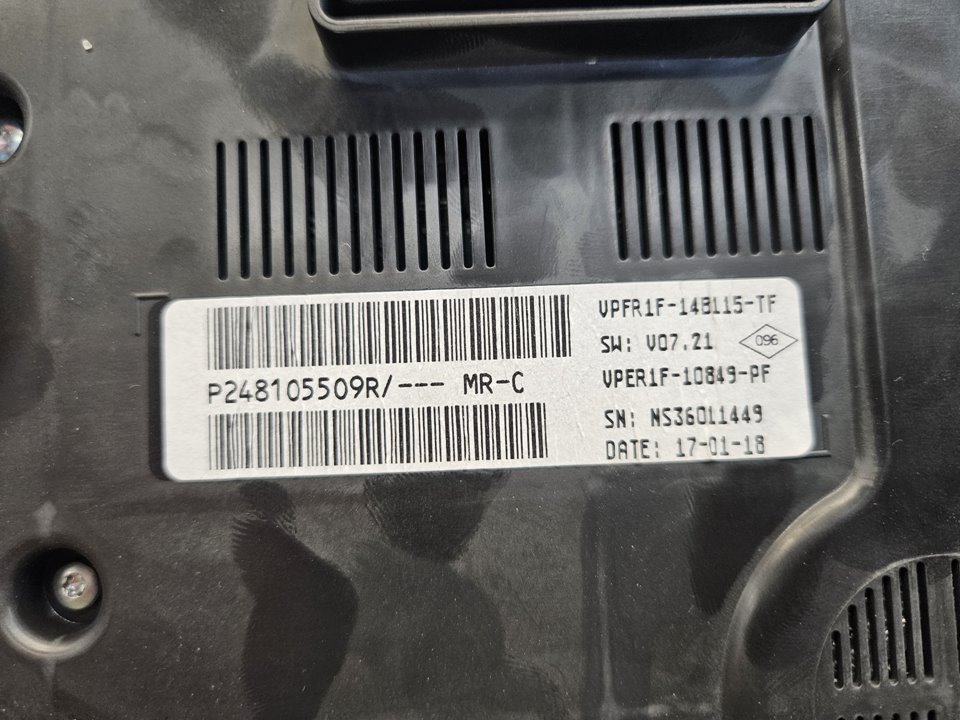 P248105509R/--- MR-C
VPFR1F-14B115-TF
SW: V07.21
096
VPER1F-10849-PF
SN: NS36011449
DATE: 17-01-18